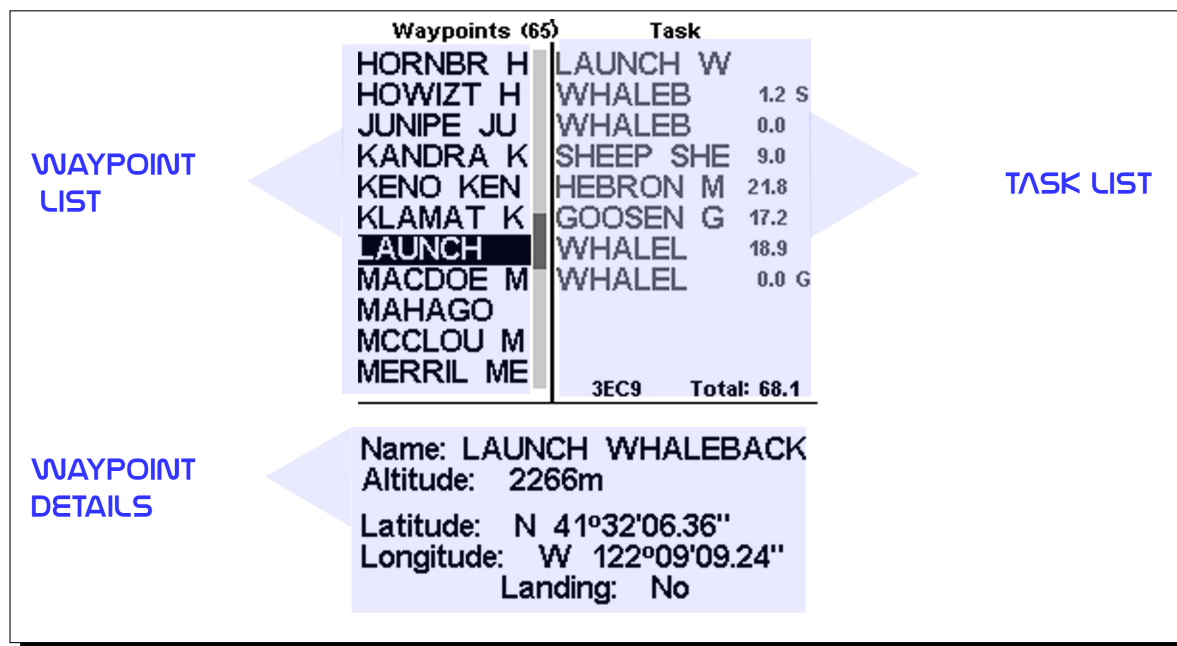 Waypoints (65)
Task
WAYPOINT
LIST
HORNBR H
HOWIZT H
JUNIPE JU
KANDRA K
KENO KEN
KLAMAT K
LAUNCH
MACDOE M
MAHAGO
MCCLOU M
MERRIL ME
LAUNCH W
WHALEB 1.2 S
WHALEB 0.0
SHEEP SHE 9.0
HEBRON M 21.8
GOOSEN G 17.2
WHALEL 18.9
WHALEL 0.0 G
3EC9 Total: 68.1
TASK LIST
WAYPOINT
DETAILS
Name: LAUNCH WHALEBACK
Altitude: 2266m
Latitude: N 41º32'06.36"
Longitude: W 122º09'09.24"
Landing: No